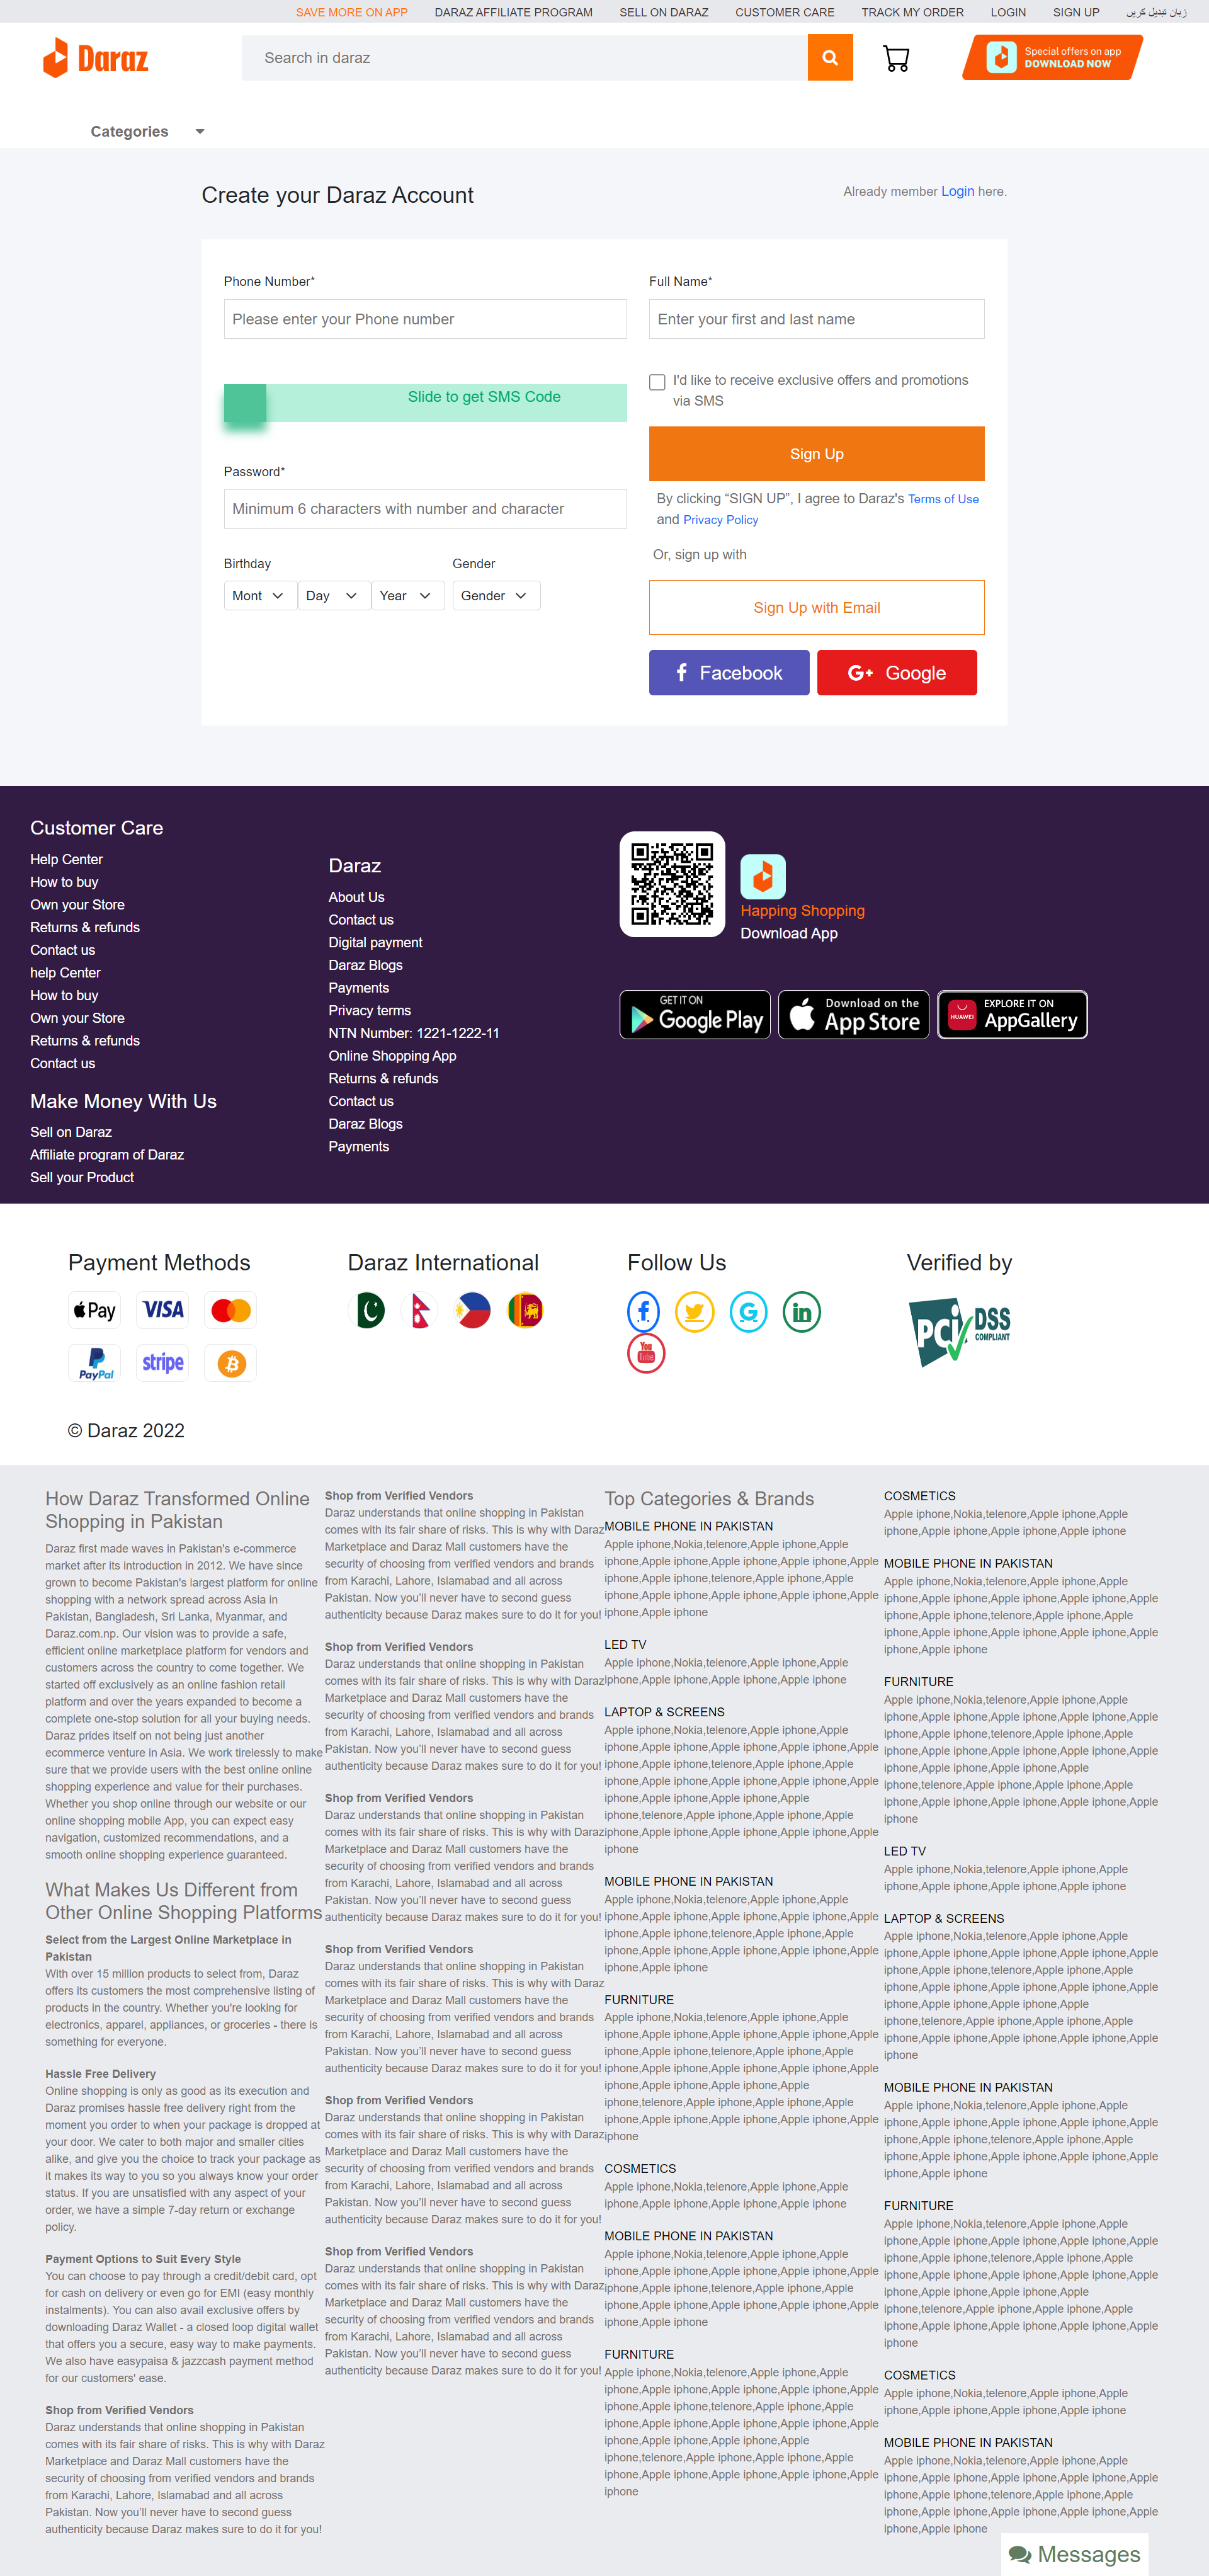 SAVE MORE ON APP DARAZ AFFILIATE PROGRAM SELL ON DARAZ CUSTOMER CARE TRACK MY ORDER LOGIN SIGN UP زبان تبدیل کریں
Daraz
Search in daraz
Special offers on app
DOWNLOAD NOW
Categories
Create your Daraz Account
Already member Login here.
Phone Number*
Please enter your Phone number
Slide to get SMS Code
Password*
Minimum 6 characters with number and character
Birthday Gender
Mont Day Year Gender
Full Name*
Enter your first and last name
I'd like to receive exclusive offers and promotions
via SMS
Sign Up
By clicking “SIGN UP”, I agree to Daraz's Terms of Use
and Privacy Policy
Or, sign up with
Sign Up with Email
Facebook Google
Customer Care
Help Center
How to buy
Own your Store
Returns & refunds
Contact us
help Center
How to buy
Own your Store
Returns & refunds
Contact us
Make Money With Us
Sell on Daraz
Affiliate program of Daraz
Sell your Product
Daraz
About Us
Contact us
Digital payment
Daraz Blogs
Payments
Privacy terms
NTN Number: 1221-1222-11
Online Shopping App
Returns & refunds
Contact us
Daraz Blogs
Payments
Happing Shopping
Download App
GET IT ON
Google Play
Download on the
App Store
HUAWEI
EXPLORE IT ON
AppGallery
Payment Methods
Pay VISA
PayPal stripe
Daraz International
Follow Us
You
Tube
Verified by
PCI DSS
COMPLIANT
© Daraz 2022
How Daraz Transformed Online
Shopping in Pakistan
Daraz first made waves in Pakistan's e-commerce
market after its introduction in 2012. We have since
grown to become Pakistan's largest platform for online
shopping with a network spread across Asia in
Pakistan, Bangladesh, Sri Lanka, Myanmar, and
Daraz.com.np. Our vision was to provide a safe,
efficient online marketplace platform for vendors and
customers across the country to come together. We
started off exclusively as an online fashion retail
platform and over the years expanded to become a
complete one-stop solution for all your buying needs.
Daraz prides itself on not being just another
ecommerce venture in Asia. We work tirelessly to make
sure that we provide users with the best online online
shopping experience and value for their purchases.
Whether you shop online through our website or our
online shopping mobile App, you can expect easy
navigation, customized recommendations, and a
smooth online shopping experience guaranteed.
What Makes Us Different from
Other Online Shopping Platforms
Select from the Largest Online Marketplace in
Pakistan
With over 15 million products to select from, Daraz
offers its customers the most comprehensive listing of
products in the country. Whether you're looking for
electronics, apparel, appliances, or groceries - there is
something for everyone.
Hassle Free Delivery
Online shopping is only as good as its execution and
Daraz promises hassle free delivery right from the
moment you order to when your package is dropped at
your door. We cater to both major and smaller cities
alike, and give you the choice to track your package as
it makes its way to you so you always know your order
status. If you are unsatisfied with any aspect of your
order, we have a simple 7-day return or exchange
policy.
Payment Options to Suit Every Style
You can choose to pay through a credit/debit card, opt
for cash on delivery or even go for EMI (easy monthly
instalments). You can also avail exclusive offers by
downloading Daraz Wallet - a closed loop digital wallet
that offers you a secure, easy way to make payments.
We also have easypaisa & jazzcash payment method
for our customers' ease.
Shop from Verified Vendors
Daraz understands that online shopping in Pakistan
comes with its fair share of risks. This is why with Daraz
Marketplace and Daraz Mall customers have the
security of choosing from verified vendors and brands
from Karachi, Lahore, Islamabad and all across
Pakistan. Now you’ll never have to second guess
authenticity because Daraz makes sure to do it for you!
Shop from Verified Vendors
Daraz understands that online shopping in Pakistan
comes with its fair share of risks. This is why with Daraz
Marketplace and Daraz Mall customers have the
security of choosing from verified vendors and brands
from Karachi, Lahore, Islamabad and all across
Pakistan. Now you’ll never have to second guess
authenticity because Daraz makes sure to do it for you!
Shop from Verified Vendors
Daraz understands that online shopping in Pakistan
comes with its fair share of risks. This is why with Daraz
Marketplace and Daraz Mall customers have the
security of choosing from verified vendors and brands
from Karachi, Lahore, Islamabad and all across
Pakistan. Now you’ll never have to second guess
authenticity because Daraz makes sure to do it for you!
Shop from Verified Vendors
Daraz understands that online shopping in Pakistan
comes with its fair share of risks. This is why with Daraz
Marketplace and Daraz Mall customers have the
security of choosing from verified vendors and brands
from Karachi, Lahore, Islamabad and all across
Pakistan. Now you’ll never have to second guess
authenticity because Daraz makes sure to do it for you!
Shop from Verified Vendors
Daraz understands that online shopping in Pakistan
comes with its fair share of risks. This is why with Daraz
Marketplace and Daraz Mall customers have the
security of choosing from verified vendors and brands
from Karachi, Lahore, Islamabad and all across
Pakistan. Now you’ll never have to second guess
authenticity because Daraz makes sure to do it for you!
Shop from Verified Vendors
Daraz understands that online shopping in Pakistan
comes with its fair share of risks. This is why with Daraz
Marketplace and Daraz Mall customers have the
security of choosing from verified vendors and brands
from Karachi, Lahore, Islamabad and all across
Pakistan. Now you’ll never have to second guess
authenticity because Daraz makes sure to do it for you!
Shop from Verified Vendors
Daraz understands that online shopping in Pakistan
comes with its fair share of risks. This is why with Daraz
Marketplace and Daraz Mall customers have the
security of choosing from verified vendors and brands
from Karachi, Lahore, Islamabad and all across
Pakistan. Now you’ll never have to second guess
authenticity because Daraz makes sure to do it for you!
Top Categories & Brands
MOBILE PHONE IN PAKISTAN
Apple iphone,Nokia,telenore,Apple iphone,Apple
iphone,Apple iphone,Apple iphone,Apple iphone,Apple
iphone,Apple iphone,telenore,Apple iphone,Apple
iphone,Apple iphone,Apple iphone,Apple iphone,Apple
iphone,Apple iphone
LED TV
Apple iphone,Nokia,telenore,Apple iphone,Apple
iphone,Apple iphone,Apple iphone,Apple iphone
LAPTOP & SCREENS
Apple iphone,Nokia,telenore,Apple iphone,Apple
iphone,Apple iphone,Apple iphone,Apple iphone,Apple
iphone,Apple iphone,telenore,Apple iphone,Apple
iphone,Apple iphone,Apple iphone,Apple iphone,Apple
iphone,Apple iphone,Apple iphone,Apple
iphone,telenore,Apple iphone,Apple iphone,Apple
iphone,Apple iphone,Apple iphone,Apple iphone,Apple
iphone
MOBILE PHONE IN PAKISTAN
Apple iphone,Nokia,telenore,Apple iphone,Apple
iphone,Apple iphone,Apple iphone,Apple iphone,Apple
iphone,Apple iphone,telenore,Apple iphone,Apple
iphone,Apple iphone,Apple iphone,Apple iphone,Apple
iphone,Apple iphone
FURNITURE
Apple iphone,Nokia,telenore,Apple iphone,Apple
iphone,Apple iphone,Apple iphone,Apple iphone,Apple
iphone,Apple iphone,telenore,Apple iphone,Apple
iphone,Apple iphone,Apple iphone,Apple iphone,Apple
iphone,Apple iphone,Apple iphone,Apple
iphone,telenore,Apple iphone,Apple iphone,Apple
iphone,Apple iphone,Apple iphone,Apple iphone,Apple
iphone
COSMETICS
Apple iphone,Nokia,telenore,Apple iphone,Apple
iphone,Apple iphone,Apple iphone,Apple iphone
MOBILE PHONE IN PAKISTAN
Apple iphone,Nokia,telenore,Apple iphone,Apple
iphone,Apple iphone,Apple iphone,Apple iphone,Apple
iphone,Apple iphone,telenore,Apple iphone,Apple
iphone,Apple iphone,Apple iphone,Apple iphone,Apple
iphone,Apple iphone
FURNITURE
Apple iphone,Nokia,telenore,Apple iphone,Apple
iphone,Apple iphone,Apple iphone,Apple iphone,Apple
iphone,Apple iphone,telenore,Apple iphone,Apple
iphone,Apple iphone,Apple iphone,Apple iphone,Apple
iphone,Apple iphone,Apple iphone,Apple
iphone,telenore,Apple iphone,Apple iphone,Apple
iphone,Apple iphone,Apple iphone,Apple iphone,Apple
iphone
COSMETICS
Apple iphone,Nokia,telenore,Apple iphone,Apple
iphone,Apple iphone,Apple iphone,Apple iphone
MOBILE PHONE IN PAKISTAN
Apple iphone,Nokia,telenore,Apple iphone,Apple
iphone,Apple iphone,Apple iphone,Apple iphone,Apple
iphone,Apple iphone,telenore,Apple iphone,Apple
iphone,Apple iphone,Apple iphone,Apple iphone,Apple
iphone,Apple iphone
FURNITURE
Apple iphone,Nokia,telenore,Apple iphone,Apple
iphone,Apple iphone,Apple iphone,Apple iphone,Apple
iphone,Apple iphone,telenore,Apple iphone,Apple
iphone,Apple iphone,Apple iphone,Apple iphone,Apple
iphone,Apple iphone,Apple iphone,Apple
iphone,telenore,Apple iphone,Apple iphone,Apple
iphone,Apple iphone,Apple iphone,Apple iphone,Apple
iphone
LED TV
Apple iphone,Nokia,telenore,Apple iphone,Apple
iphone,Apple iphone,Apple iphone,Apple iphone
LAPTOP & SCREENS
Apple iphone,Nokia,telenore,Apple iphone,Apple
iphone,Apple iphone,Apple iphone,Apple iphone,Apple
iphone,Apple iphone,telenore,Apple iphone,Apple
iphone,Apple iphone,Apple iphone,Apple iphone,Apple
iphone,Apple iphone,Apple iphone,Apple
iphone,telenore,Apple iphone,Apple iphone,Apple
iphone,Apple iphone,Apple iphone,Apple iphone,Apple
iphone
MOBILE PHONE IN PAKISTAN
Apple iphone,Nokia,telenore,Apple iphone,Apple
iphone,Apple iphone,Apple iphone,Apple iphone,Apple
iphone,Apple iphone,telenore,Apple iphone,Apple
iphone,Apple iphone,Apple iphone,Apple iphone,Apple
iphone,Apple iphone
FURNITURE
Apple iphone,Nokia,telenore,Apple iphone,Apple
iphone,Apple iphone,Apple iphone,Apple iphone,Apple
iphone,Apple iphone,telenore,Apple iphone,Apple
iphone,Apple iphone,Apple iphone,Apple iphone,Apple
iphone,Apple iphone,Apple iphone,Apple
iphone,telenore,Apple iphone,Apple iphone,Apple
iphone,Apple iphone,Apple iphone,Apple iphone,Apple
iphone
COSMETICS
Apple iphone,Nokia,telenore,Apple iphone,Apple
iphone,Apple iphone,Apple iphone,Apple iphone
MOBILE PHONE IN PAKISTAN
Apple iphone,Nokia,telenore,Apple iphone,Apple
iphone,Apple iphone,Apple iphone,Apple iphone,Apple
iphone,Apple iphone,telenore,Apple iphone,Apple
iphone,Apple iphone,Apple iphone,Apple iphone,Apple
iphone,Apple iphone
Messages